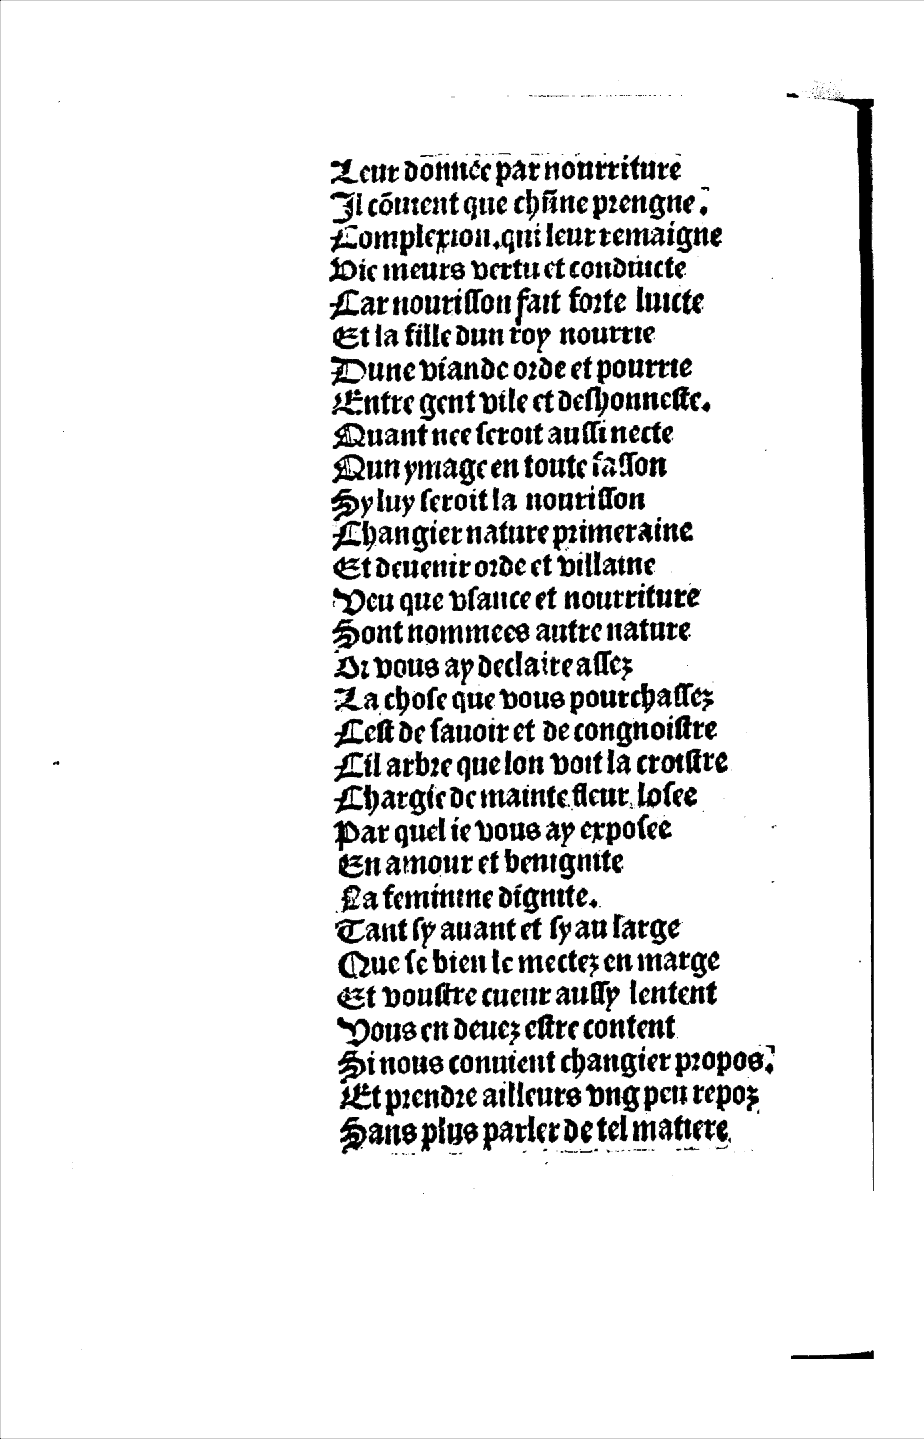 Leur donnee par nourriture
Il cõment que chũne prengne.
Complexion.qui leur remaigne
Vie meurs vertu et conduicte
Car nourisson fait forte luicte
Et la fille dun roy nourrie
Dune viande orde et pourrie
Entre gent vile et deshonneste.
Quant nee seroit aussi necte
Qun ymage en toute fasson
Sy luy seroit la nourisson
Changier nature primeraine
Et deuenir orde et villaine
Veu que vsance et nourriture
Sont nommees autre nature
Or vous ay declaire assez
La chose que vous pourchassez
Cest de sauoir et de congnoistre
Cil arbre que lon voit la croistre
Chargie de mainte fleur losee
Par quel ie vous ay exposee
En amour et benignite
La feminine dignite.
Tant sy auant et sy au large
Que se bien le mectez en marge
Et voustre cueur aussy lentent
Vous en deuez estre content
Si nous conuient changier propos.
Et prendre ailleurs vng peu repoz
Sans plus parler de tel matiere